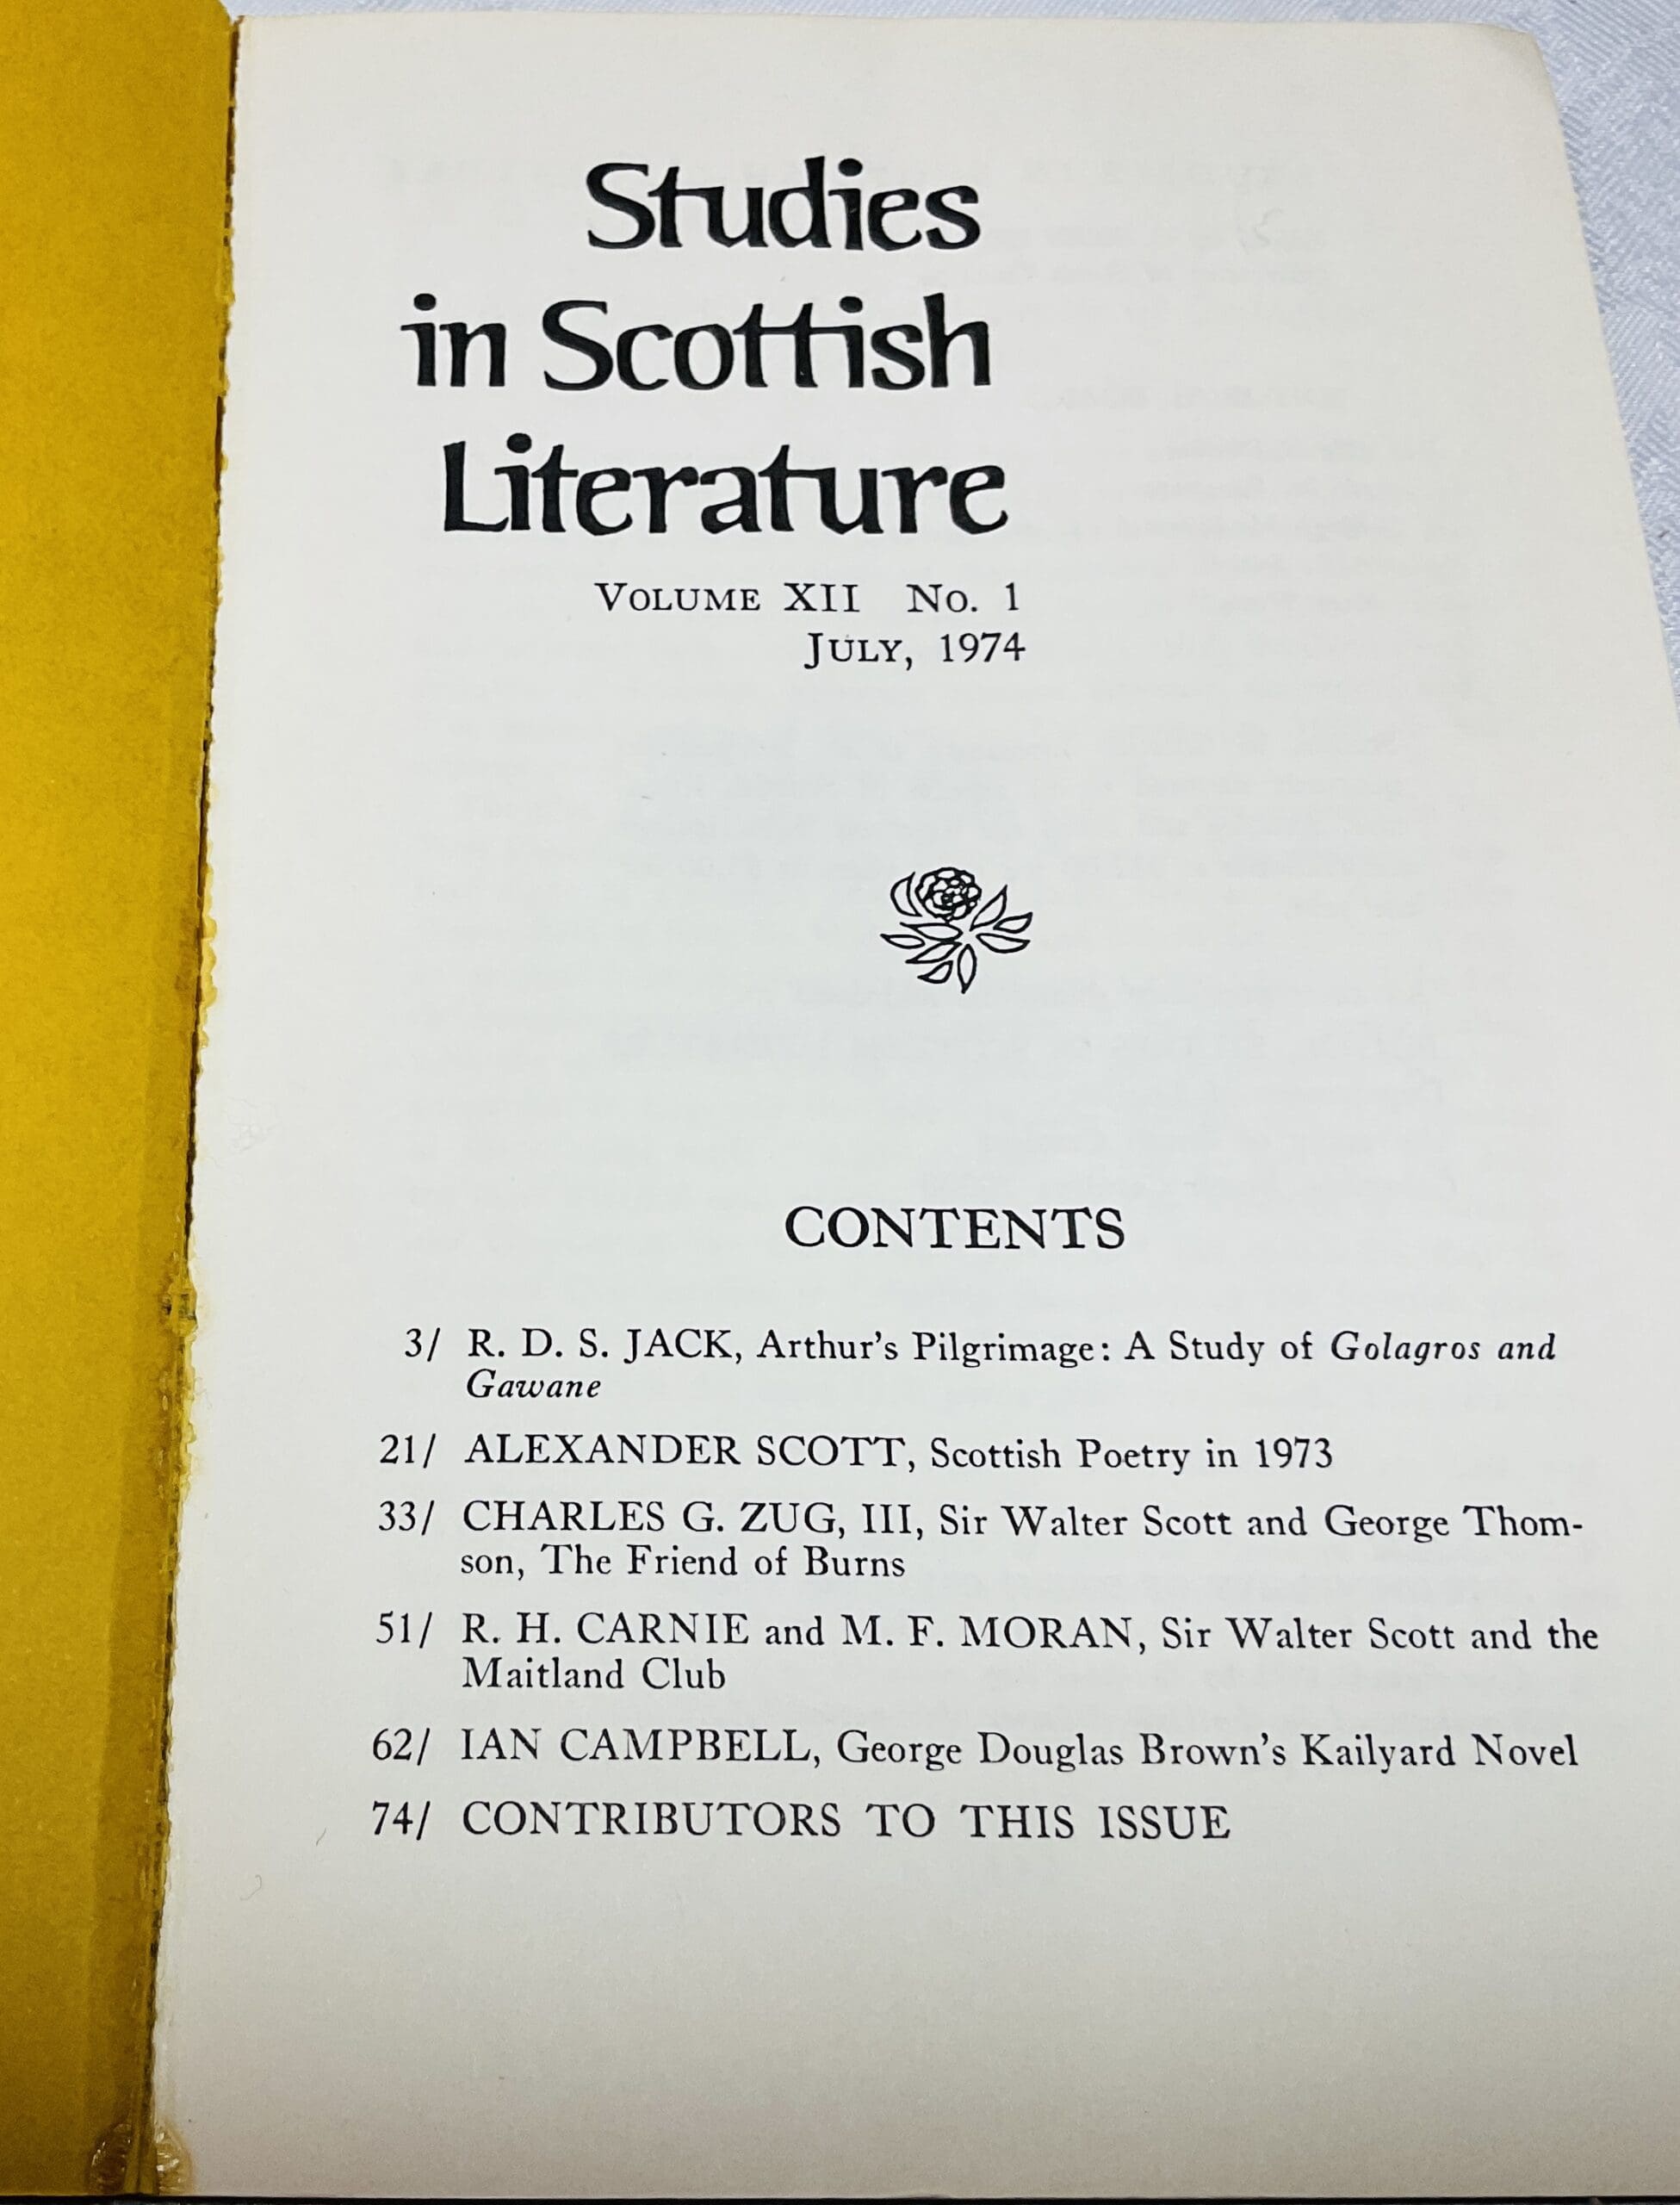 Studies
in Scottish
Literature
VOLUME XII No. 1
JULY, 1974
CONTENTS
3/ R. D. S. JACK, Arthur's Pilgrimage: A Study of Golagros and
Gawane
21/ ALEXANDER SCOTT, Scottish Poetry in 1973
33/ CHARLES G. ZUG, III, Sir Walter Scott and George Thom-
son, The Friend of Burns
51/ R. H. CARNIE and M. F. MORAN, Sir Walter Scott and the
Maitland Club
62/ IAN CAMPBELL, George Douglas Brown's Kailyard Novel
74/ CONTRIBUTORS TO THIS ISSUE